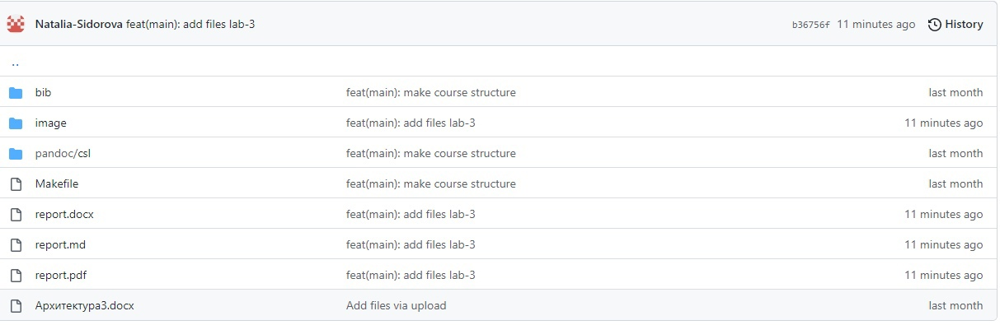 Natalia-Sidorova feat(main): add files lab-3 b36756f 11 minutes ago History
..
bib feat(main): make course structure last month
image feat(main): add files lab-3 11 minutes ago
pandoc/csl feat(main): make course structure last month
Makefile feat(main): make course structure last month
report.docx feat(main): add files lab-3 11 minutes ago
report.md feat(main): add files lab-3 11 minutes ago
report.pdf feat(main): add files lab-3 11 minutes ago
Архитектура3.docx Add files via upload last month